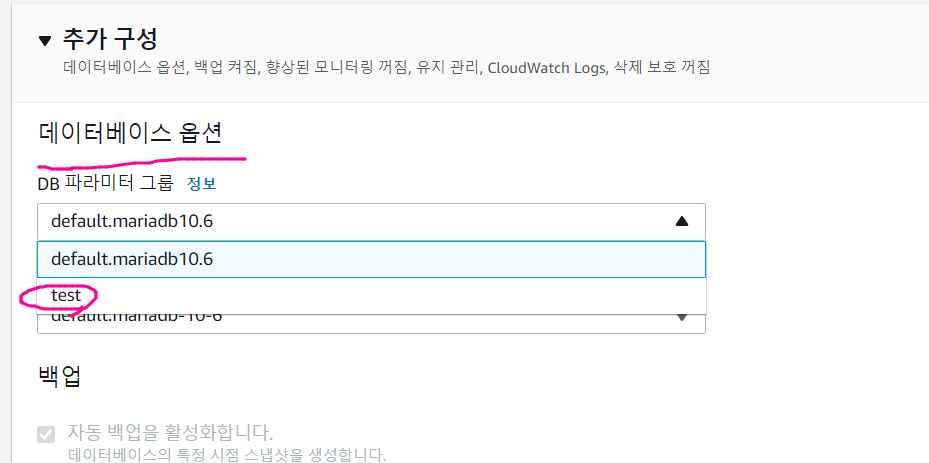 추가 구성
데이터베이스 옵션, 백업 켜짐, 향상된 모니터링 꺼짐, 유지 관리, CloudWatch Logs, 삭제 보호 꺼짐
데이터베이스 옵션
DB 파라미터 그룹 정보
default.mariadb10.6
default.mariadb10.6
test
default:mariadb-10-6
백업
자동 백업을 활성화합니다.
데이터베이스의 특정 시점 스냅샷을 생성합니다.